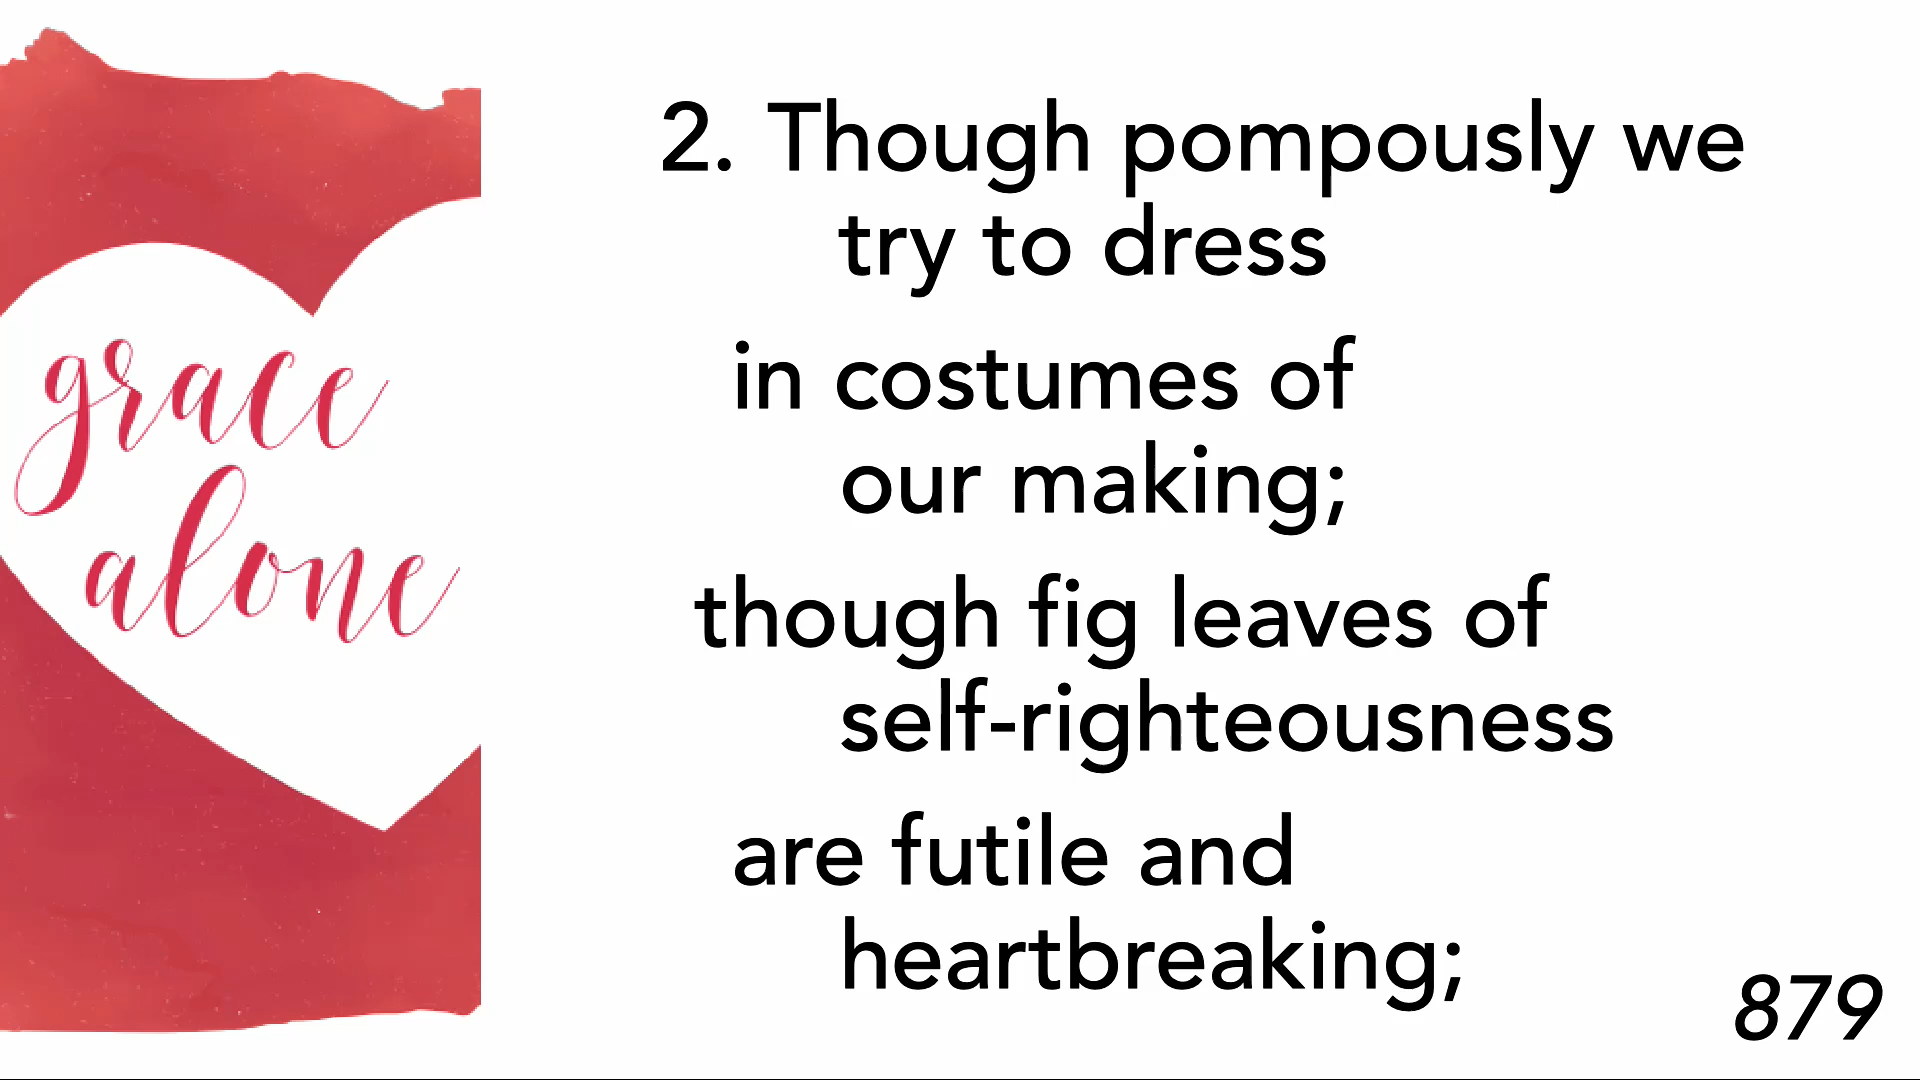 grace
alone
2. Though pompously we
try to dress
in costumes of
our making;
though fig leaves of
self-righteousness
are futile and
heartbreaking;
879